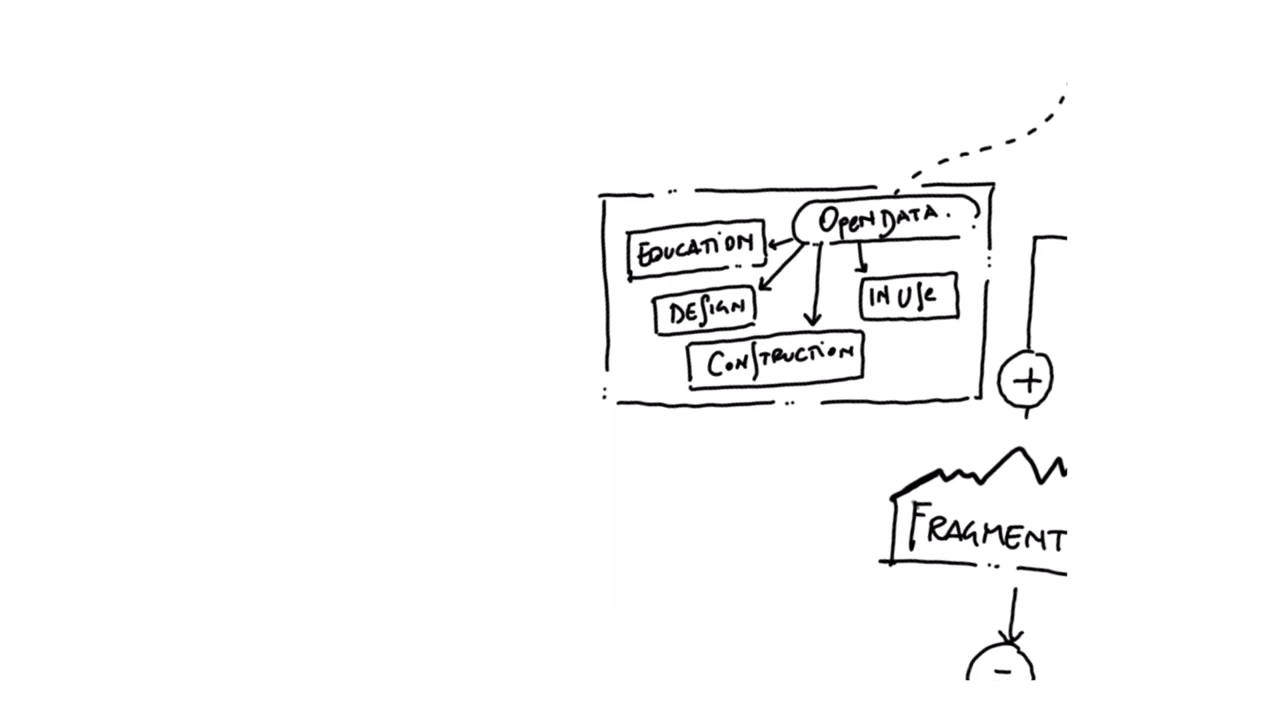 OPEN DATA.
EDUCATION
DESIGN
IN USE
CONSTRUCTION
+
FRAGMENT
-